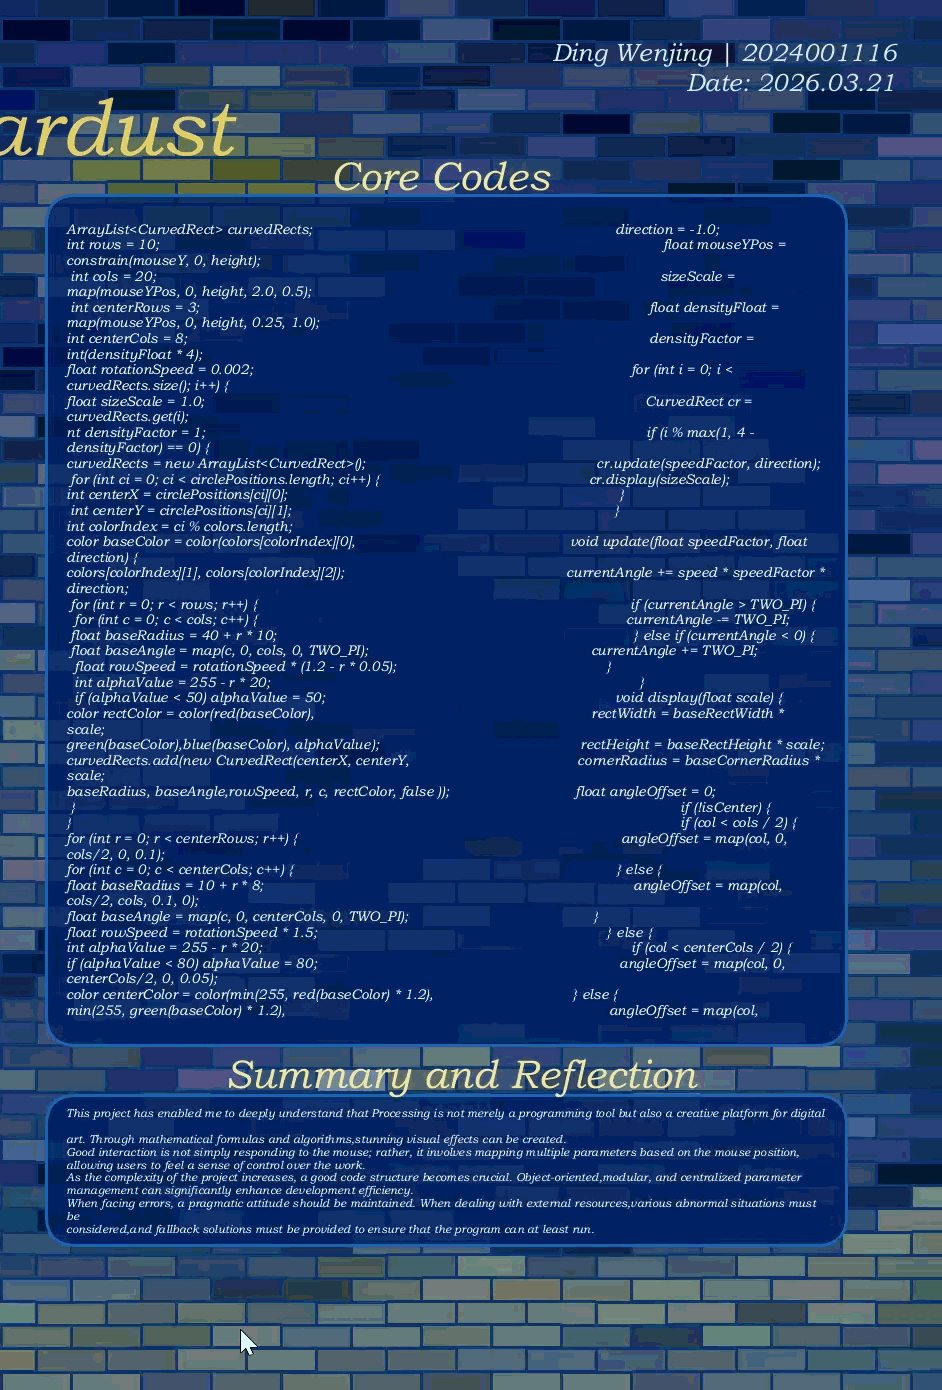 Ding Wenjing | 2024001116
Date: 2026.03.21
ardust
Core Codes
ArrayList<CurvedRect> curvedRects; direction = -1.0;
int rows = 10; float mouseYPos =
constrain(mouseY, 0, height);
int cols = 20; sizeScale =
map(mouseYPos, 0, height, 2.0, 0.5);
int centerRows = 3; float densityFloat =
map(mouseYPos, 0, height, 0.25, 1.0);
int centerCols = 8; densityFactor =
int(densityFloat * 4);
float rotationSpeed = 0.002; for (int i = 0; i <
curvedRects.size(); i++) {
float sizeScale = 1.0; CurvedRect cr =
curvedRects.get(i);
nt densityFactor = 1; if (i % max(1, 4 -
densityFactor) == 0) {
curvedRects = new ArrayList<CurvedRect>(); cr.update(speedFactor, direction);
for (int ci = 0; ci < circlePositions.length; ci++) { cr.display(sizeScale);
int centerX = circlePositions[ci][0]; }
int centerY = circlePositions[ci][1]; }
int colorIndex = ci % colors.length;
color baseColor = color(colors[colorIndex][0], void update(float speedFactor, float
direction) {
colors[colorIndex][1], colors[colorIndex][2]); currentAngle += speed * speedFactor *
direction;
for (int r = 0; r < rows; r++) { if (currentAngle > TWO_PI) {
for (int c = 0; c < cols; c++) { currentAngle -= TWO_PI;
float baseRadius = 40 + r * 10; } else if (currentAngle < 0) {
float baseAngle = map(c, 0, cols, 0, TWO_PI); currentAngle += TWO_PI;
float rowSpeed = rotationSpeed * (1.2 - r * 0.05); }
int alphaValue = 255 - r * 20; }
if (alphaValue < 50) alphaValue = 50; void display(float scale) {
color rectColor = color(red(baseColor), rectWidth = baseRectWidth *
scale;
green(baseColor),blue(baseColor), alphaValue); rectHeight = baseRectHeight * scale;
curvedRects.add(new CurvedRect(centerX, centerY, cornerRadius = baseCornerRadius *
scale;
baseRadius, baseAngle,rowSpeed, r, c, rectColor, false )); float angleOffset = 0;
} if (!isCenter) {
} if (col < cols / 2) {
for (int r = 0; r < centerRows; r++) { angleOffset = map(col, 0,
cols/2, 0, 0.1);
for (int c = 0; c < centerCols; c++) { } else {
float baseRadius = 10 + r * 8; angleOffset = map(col,
cols/2, cols, 0.1, 0);
float baseAngle = map(c, 0, centerCols, 0, TWO_PI); }
float rowSpeed = rotationSpeed * 1.5; } else {
int alphaValue = 255 - r * 20; if (col < centerCols / 2) {
if (alphaValue < 80) alphaValue = 80; angleOffset = map(col, 0,
centerCols/2, 0, 0.05);
color centerColor = color(min(255, red(baseColor) * 1.2), } else {
min(255, green(baseColor) * 1.2), angleOffset = map(col,
Summary and Reflection
This project has enabled me to deeply understand that Processing is not merely a programming tool but also a creative platform for digital
art. Through mathematical formulas and algorithms,stunning visual effects can be created.
Good interaction is not simply responding to the mouse; rather, it involves mapping multiple parameters based on the mouse position,
allowing users to feel a sense of control over the work.
As the complexity of the project increases, a good code structure becomes crucial. Object-oriented,modular, and centralized parameter
management can significantly enhance development efficiency.
When facing errors, a pragmatic attitude should be maintained. When dealing with external resources,various abnormal situations must
be
considered,and fallback solutions must be provided to ensure that the program can at least run.